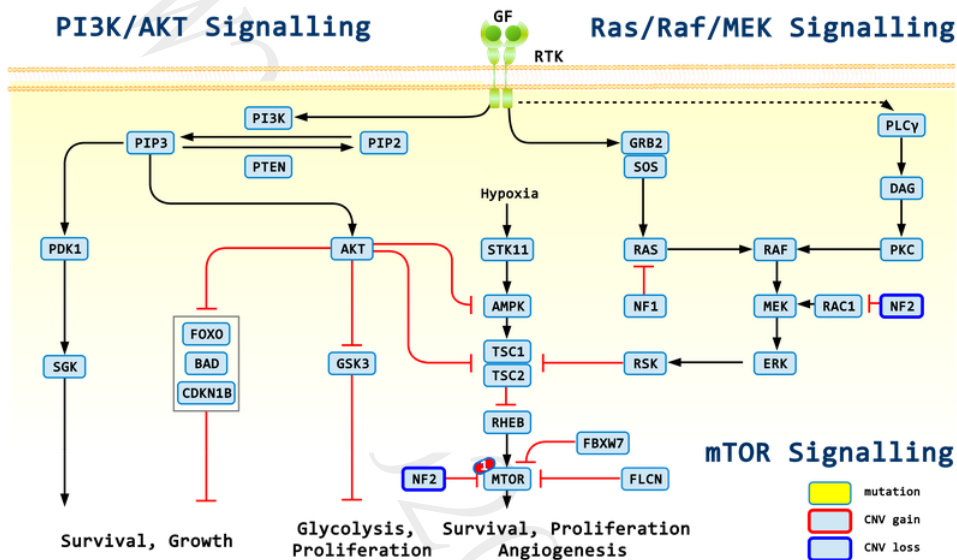 PI3K/AKT Signalling
GF
Ras/Raf/MEK Signalling
RTK
PI3K
PLCγ
PIP3
PIP2
GRB2
PTEN
SOS
DAG
Hypoxia
PDK1
AKT
STK11
RAS
RAF
PKC
AMPK
NF1
MEK
RAC1
NF2
FOXO
BAD
CDKN1B
SGK
GSK3
TSC1
TSC2
RSK
ERK
RHEB
FBXW7
mTOR Signalling
NF2
1
MTOR
FLCN
mutation
CNV gain
CNV loss
Survival, Growth
Glycolysis,
Proliferation
Survival, Proliferation
Angiogenesis